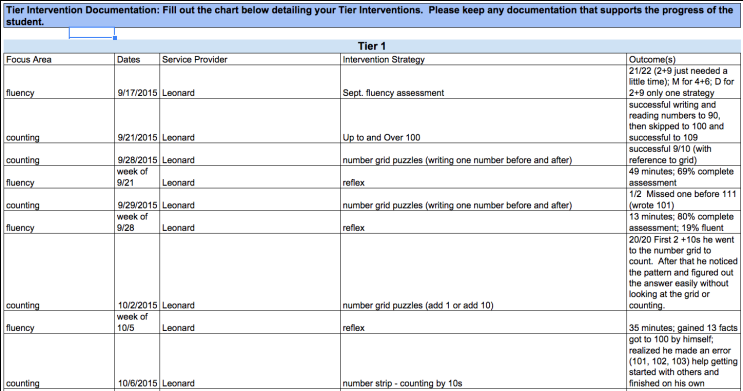 Tier Intervention Documentation: Fill out the chart below detailing your Tier Interventions. Please keep any documentation that supports the progress of the
student.
Tier 1
Focus Area Dates Service Provider Intervention Strategy Outcome(s)
21/22 (2+9 just needed a
little time); M for 4+6; D for
fluency 9/17/2015 Leonard Sept. fluency assessment 2+9 only one strategy
successful writing and
reading numbers to 90,
then skipped to 100 and
counting 9/21/2015 Leonard Up to and Over 100 successful to 109
successful 9/10 (with
counting 9/28/2015 Leonard number grid puzzles (writing one number before and after) reference to grid)
week of 49 minutes; 69% complete
fluency 9/21 Leonard reflex assessment
1/2 Missed one before 111
counting 9/29/2015 Leonard number grid puzzles (writing one number before and after) (wrote 101)
week of 13 minutes; 80% complete
fluency 9/28 Leonard reflex assessment; 19% fluent
20/20 First 2 +10s he went
to the number grid to
count. After that he noticed
the pattern and figured out
the answer easily without
looking at the grid or
counting 10/2/2015 Leonard number grid puzzles (add 1 or add 10) counting.
week of
fluency 10/5 Leonard reflex 35 minutes; gained 13 facts
got to 100 by himself;
realized he made an error
(101, 102, 103) help getting
started with others and
counting 10/6/2015 Leonard number strip - counting by 10s finished on his own